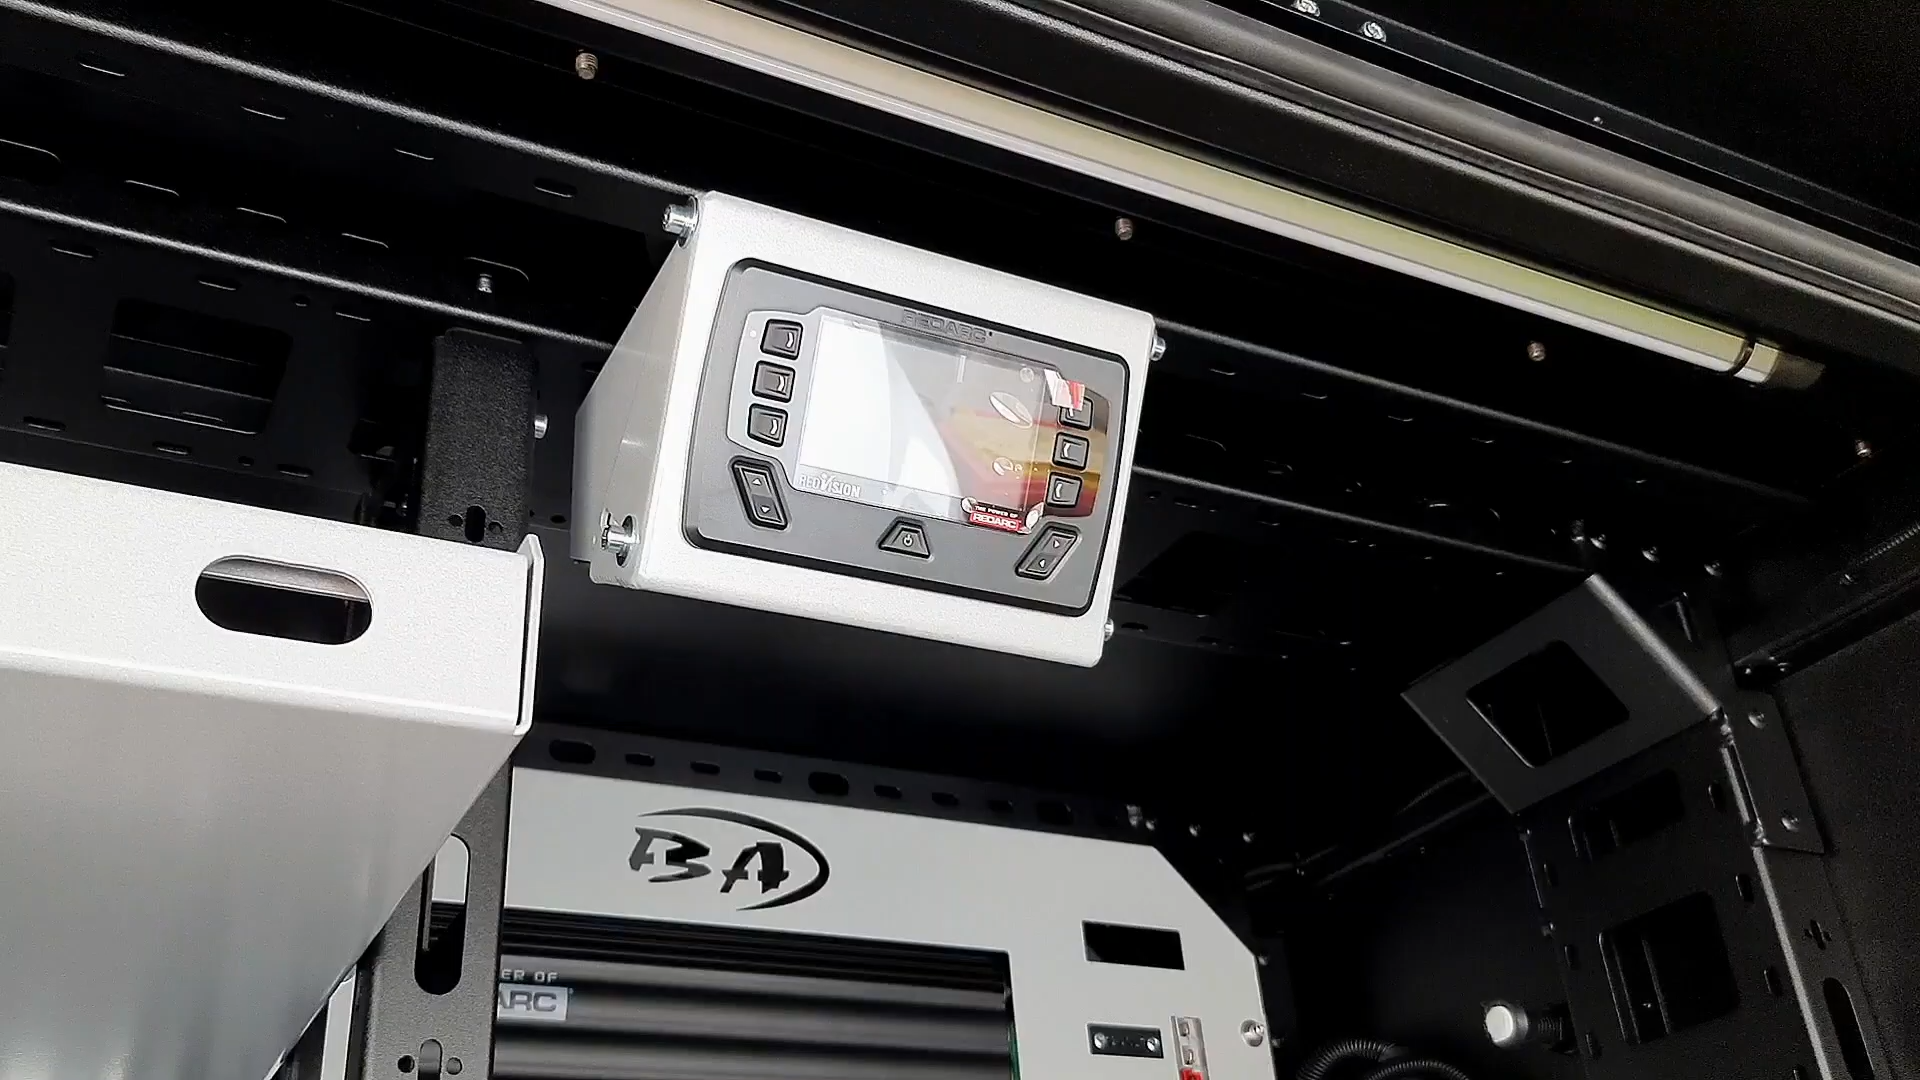 REDARC
REDVISION
THE POWER OF
REDARC
BA
ER OF
ARC